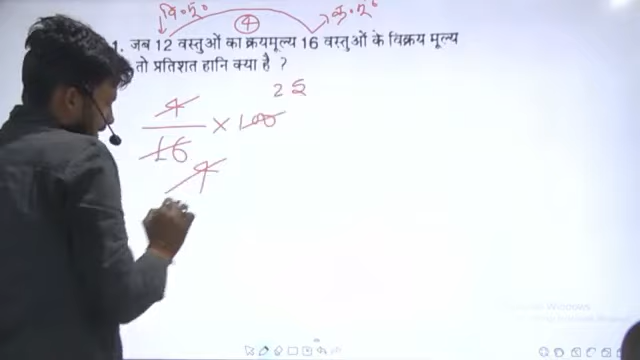 वि॰मू॰ 4 क्र॰मू॰
1. जब 12 वस्तुओं का क्रयमूल्य 16 वस्तुओं के विक्रय मूल्य
तो प्रतिशत हानि क्या है ?
25
4
× 100
16
4